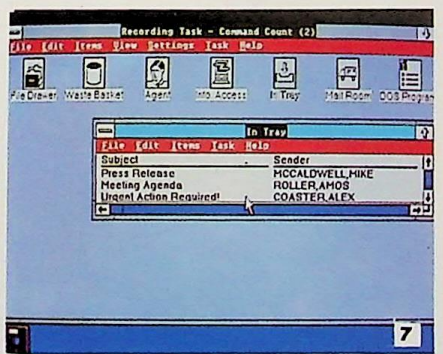 Recording Task - Command Count (2)
File Edit Items View Settings Task Help
File Drawer Waste Basket Agent Info. Access In Tray Mail Room DOS Program
In Tray
File Edit Items Task Help
Subject Sender
Press Release MCCALDWELL,MIKE
Meeting Agenda ROLLER,AMOS
Urgent Action Required! COASTER,ALEX
7